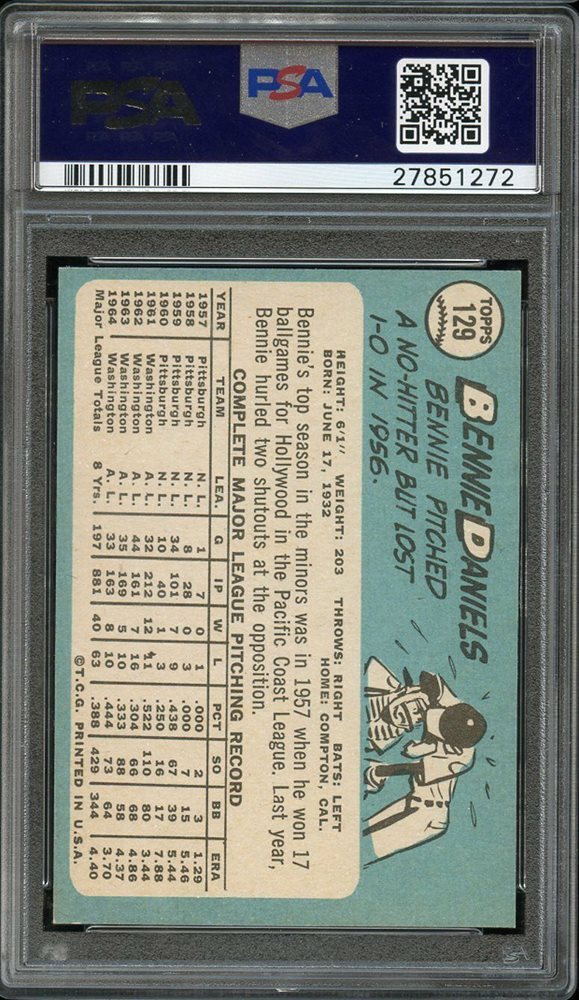 PSA
PSA
27851272
TOPPS
129
BENNIE DANIELS
BENNIE PITCHED
A NO-HITTER BUT LOST
1-0 IN 1956.
HEIGHT: 6'1" WEIGHT: 203 THROWS: RIGHT BATS: LEFT
BORN: JUNE 17, 1932 HOME: COMPTON, CAL.
Bennie's top season in the minors was in 1957 when he won 17
ballgames for Hollywood in the Pacific Coast League. Last year,
Bennie hurled two shutouts at the opposition.
COMPLETE MAJOR LEAGUE PITCHING RECORD
YEAR TEAM LEA. G IP W L PCT SO BB ERA
1957 Pittsburgh N. L. 1 7 0 1 .000 2 3 1.29
1958 Pittsburgh N. L. 8 28 0 3 .000 7 15 5.46
1959 Pittsburgh N. L. 34 101 7 9 .438 67 39 5.44
1960 Pittsburgh N. L. 10 40 1 3 .250 16 17 7.88
1961 Washington A. L. 32 212 12 11 .522 110 80 3.44
1962 Washington A. L. 44 161 7 16 .304 66 68 4.86
1963 Washington A. L. 35 169 5 10 .333 88 58 4.37
1964 Washington A. L. 33 163 8 10 .444 73 64 3.70
Major League Totals 8 Yrs. 197 881 40 63 .388 429 344 4.40
©T.C.G. PRINTED IN U.S.A.